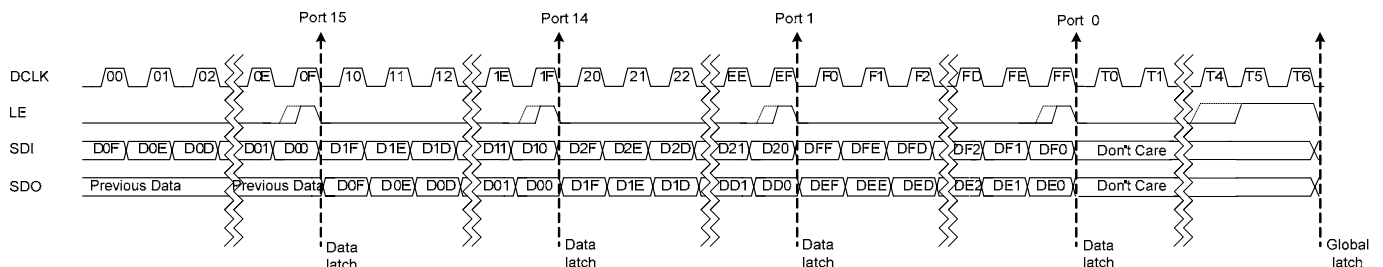 Port 15 Port 14 Port 1 Port 0
DCLK 00 01 02 0E 0F 10 11 12 1E 1F 20 21 22 EE EF F0 F1 F2 FD FE FF T0 T1 T4 T5 T6
LE
SDI D0F D0E D0D D01 D00 D1F D1E D1D D11 D10 D2F D2E D2D D21 D20 DFF DFE DFD DF2 DF1 DF0 Don"t Care
SDO Previous Data Previous Data D0F D0E D0D D01 D00 D1F D1E D1D DD1 DD0 DEF DEE DED DE2 DE1 DE0 Don"t Care
Data Data Data Data Global
latch latch latch latch latch